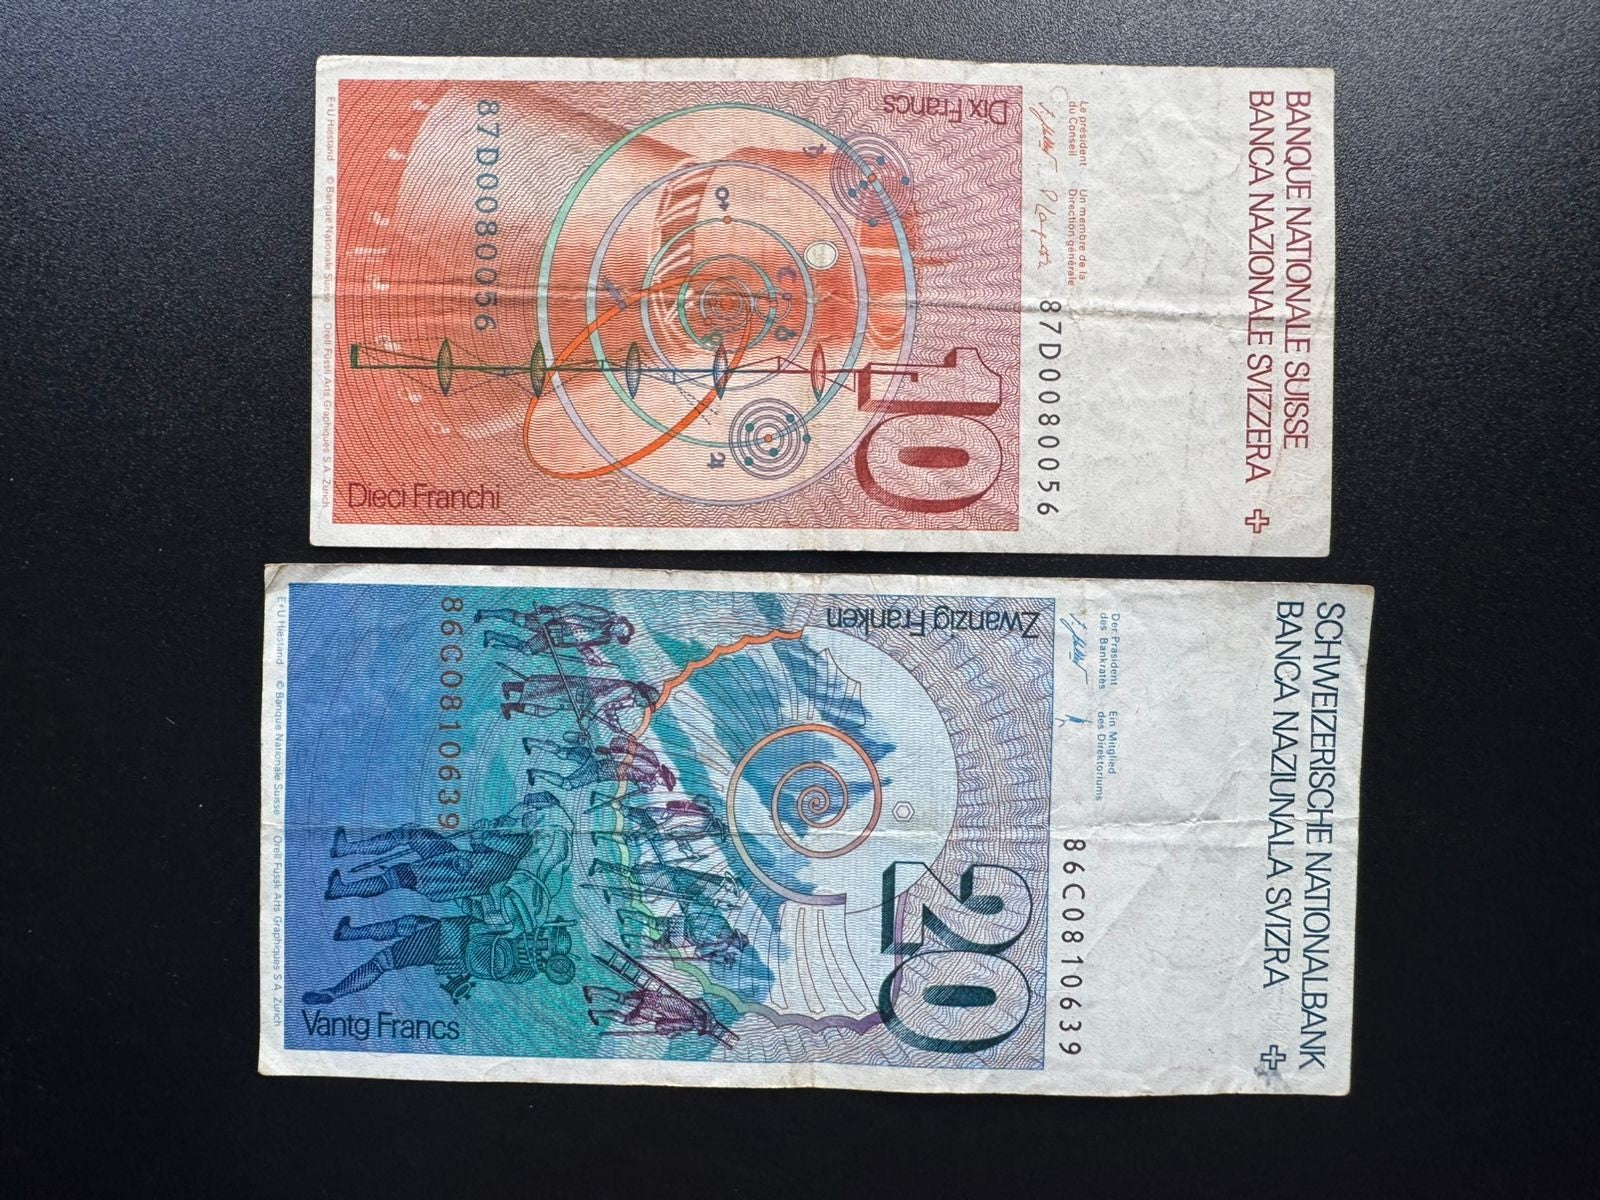 BANQUE NATIONALE SUISSE
BANCA NAZIONALE SVIZZERA
Le président
du Conseil
Un membre de la
Direction générale
87D0080056
10
Dix Francs
87D0080056
Dieci Franchi
E+U Hiestand © Banque Nationale Suisse Orell Füssli Arts Graphiques S.A. Zurich
SCHWEIZERISCHE NATIONALBANK
BANCA NAZIUNALA SVIZRA
Der Präsident
des Bankrates
Ein Mitglied
des Direktoriums
86C0810639
20
Zwanzig Franken
86C0810639
Vantg Francs
E+U Hiestand © Banque Nationale Suisse Orell Füssli Arts Graphiques S.A. Zurich